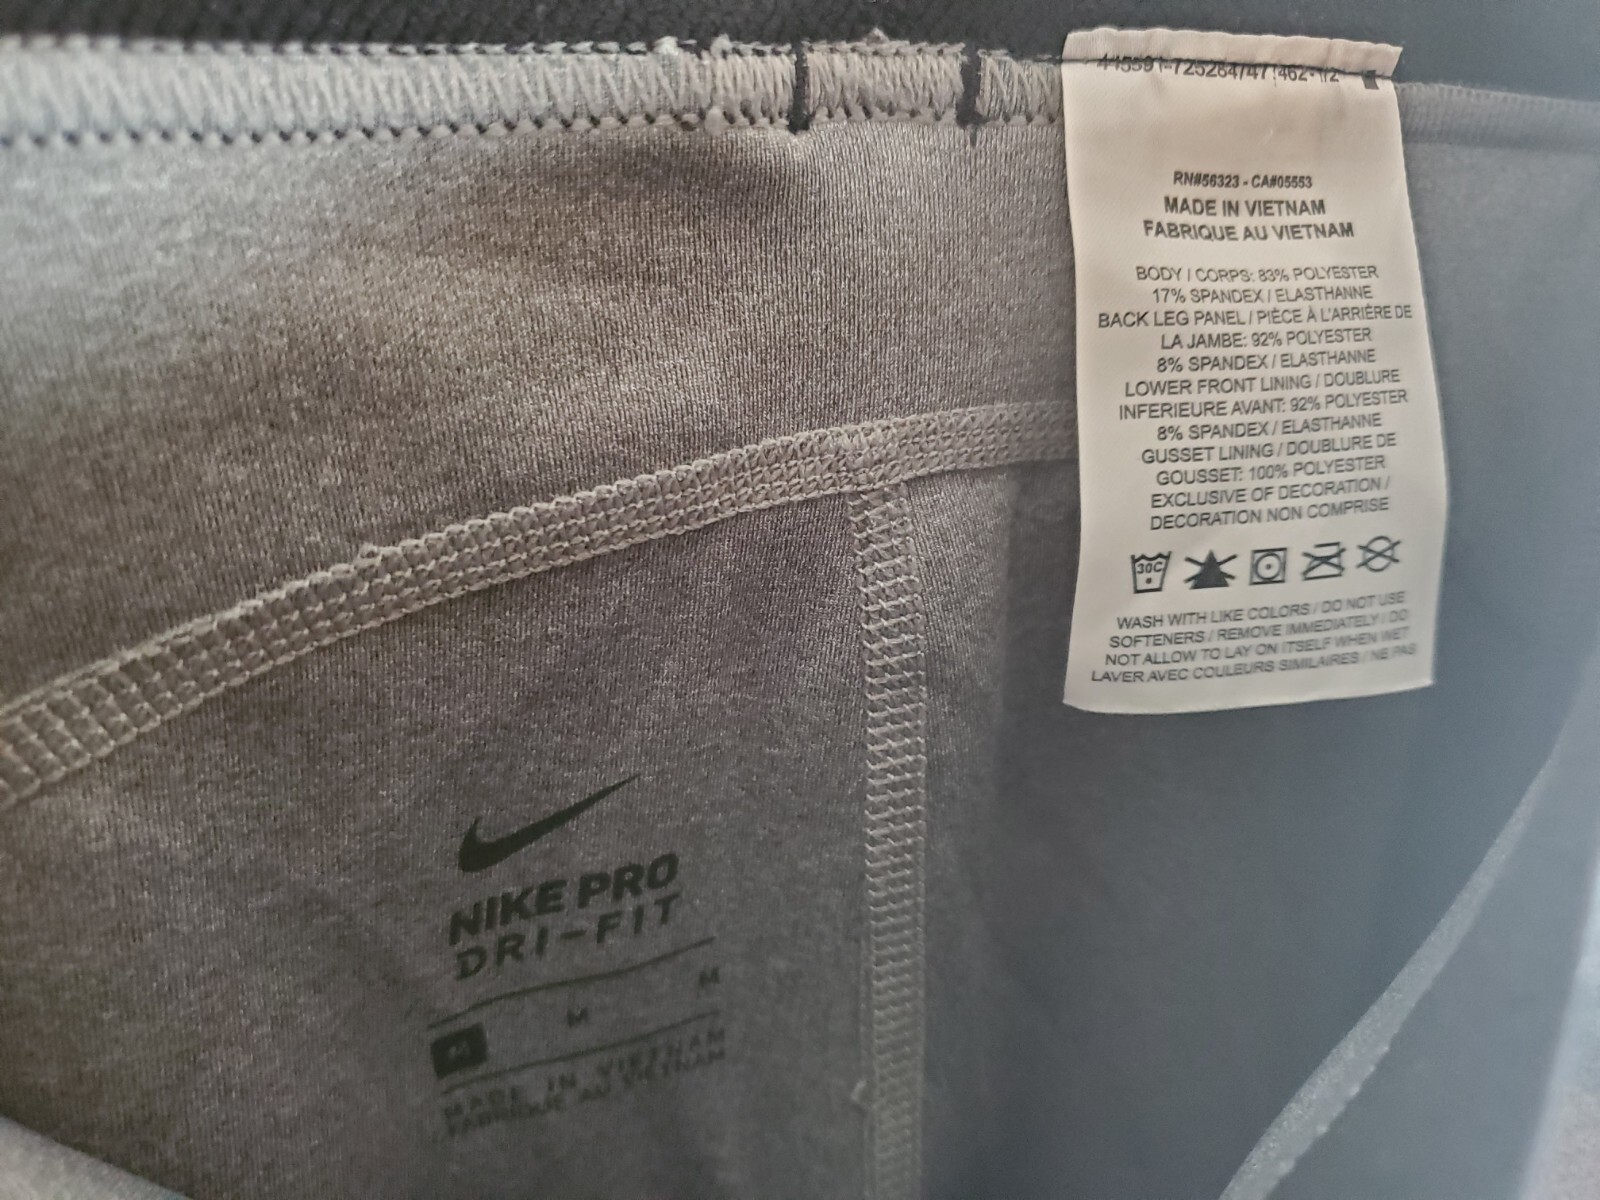 RN#56323 - CA#05553
MADE IN VIETNAM
FABRIQUE AU VIETNAM
BODY / CORPS: 83% POLYESTER
17% SPANDEX / ELASTHANNE
BACK LEG PANEL / PIÈCE À L'ARRIÈRE DE
LA JAMBE: 92% POLYESTER
8% SPANDEX / ELASTHANNE
LOWER FRONT LINING / DOUBLURE
INFERIEURE AVANT: 92% POLYESTER
8% SPANDEX / ELASTHANNE
GUSSET LINING / DOUBLURE DE
GOUSSET: 100% POLYESTER
EXCLUSIVE OF DECORATION /
DECORATION NON COMPRISE
30C
WASH WITH LIKE COLORS / DO NOT USE
SOFTENERS / REMOVE IMMEDIATELY / DO
NOT ALLOW TO LAY ON ITSELF WHEN WET
LAVER AVEC COULEURS SIMILAIRES / NE PAS
NIKE PRO
DRI-FIT
M M M
MADE IN VIETNAM
FABRIQUE AU VIETNAM